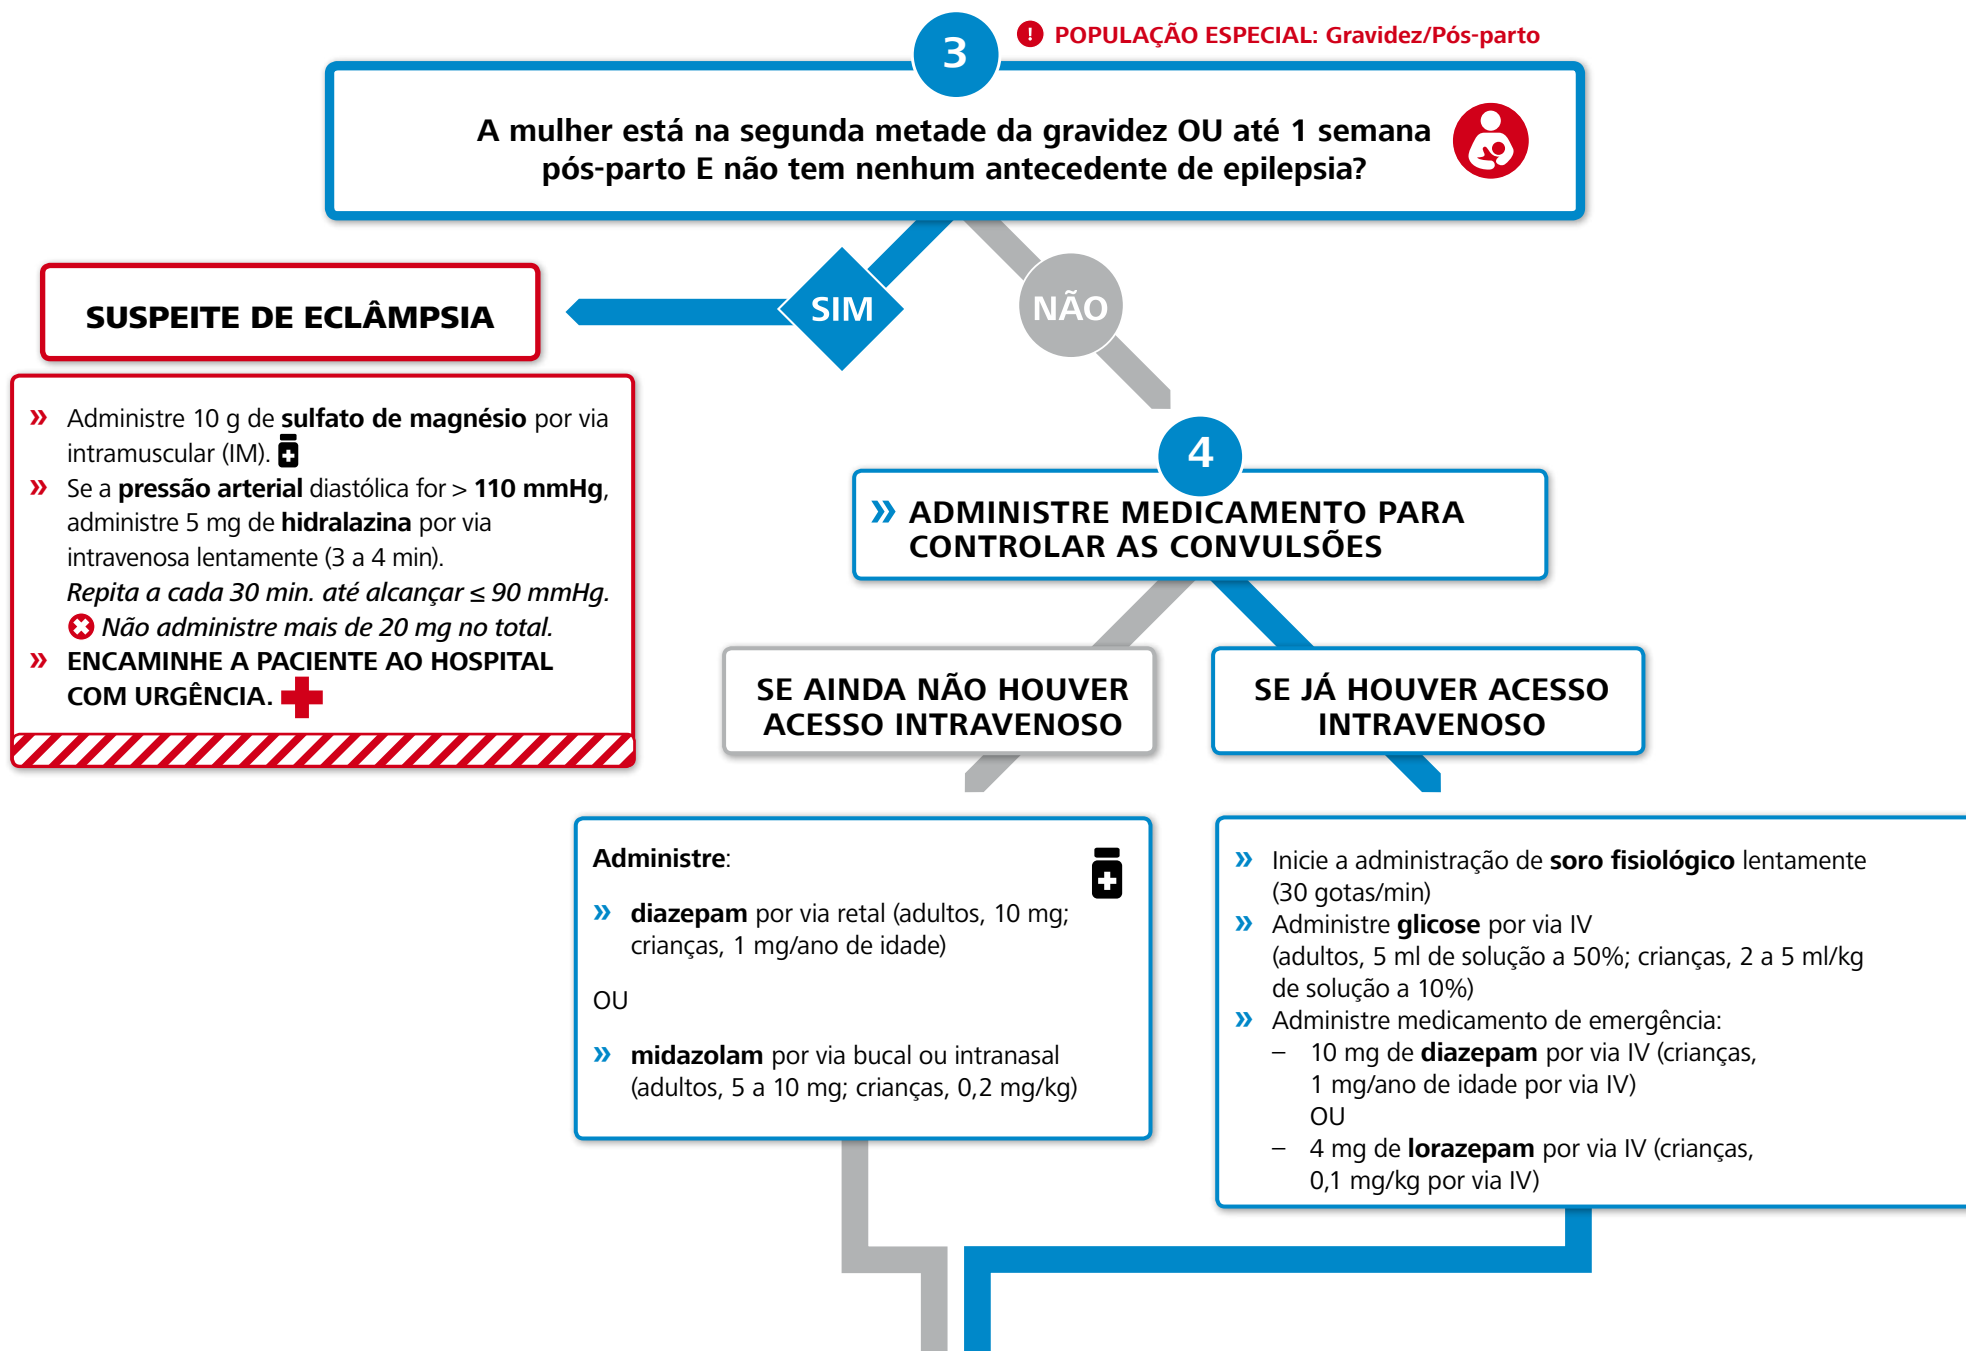 3
! POPULAÇÃO ESPECIAL: Gravidez/Pós-parto
A mulher está na segunda metade da gravidez OU até 1 semana
pós-parto E não tem nenhum antecedente de epilepsia?
SIM
NÃO
SUSPEITE DE ECLÂMPSIA
» Administre 10 g de sulfato de magnésio por via
intramuscular (IM).
» Se a pressão arterial diastólica for > 110 mmHg,
administre 5 mg de hidralazina por via
intravenosa lentamente (3 a 4 min).
Repita a cada 30 min. até alcançar ≤ 90 mmHg.
Não administre mais de 20 mg no total.
» ENCAMINHE A PACIENTE AO HOSPITAL
COM URGÊNCIA.
4
» ADMINISTRE MEDICAMENTO PARA
CONTROLAR AS CONVULSÕES
SE AINDA NÃO HOUVER
ACESSO INTRAVENOSO
Administre:
» diazepam por via retal (adultos, 10 mg;
crianças, 1 mg/ano de idade)
OU
» midazolam por via bucal ou intranasal
(adultos, 5 a 10 mg; crianças, 0,2 mg/kg)
SE JÁ HOUVER ACESSO
INTRAVENOSO
» Inicie a administração de soro fisiológico lentamente
(30 gotas/min)
» Administre glicose por via IV
(adultos, 5 ml de solução a 50%; crianças, 2 a 5 ml/kg
de solução a 10%)
» Administre medicamento de emergência:
– 10 mg de diazepam por via IV (crianças,
1 mg/ano de idade por via IV)
OU
– 4 mg de lorazepam por via IV (crianças,
0,1 mg/kg por via IV)